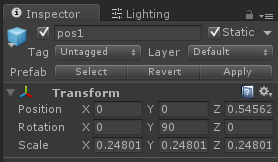 Inspector Lighting
pos1 Static
Tag Untagged Layer Default
Prefab Select Revert Apply
Transform
Position X 0 Y 0 Z 0.54562
Rotation X 0 Y 90 Z 0
Scale X 0.24801 Y 0.24801 Z 0.24801